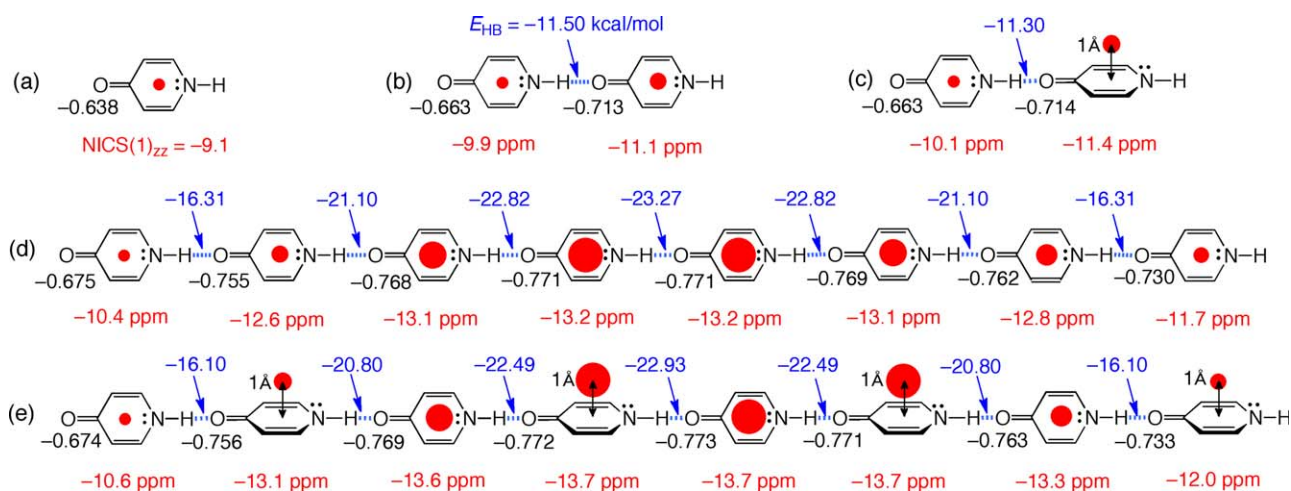 E_HB = −11.50 kcal/mol
−11.30
1Å
(a) O N H
(b) O N H O N H
(c) O N H O N H
−0.638
−0.663 −0.713
−0.663 −0.714
NICS(1)zz = −9.1
−9.9 ppm −11.1 ppm
−10.1 ppm −11.4 ppm
−16.31 −21.10 −22.82 −23.27 −22.82 −21.10 −16.31
(d) O N H O N H O N H O N H O N H O N H O N H O N H
−0.675 −0.755 −0.768 −0.771 −0.771 −0.769 −0.762 −0.730
−10.4 ppm −12.6 ppm −13.1 ppm −13.2 ppm −13.2 ppm −13.1 ppm −12.8 ppm −11.7 ppm
−16.10 −20.80 −22.49 −22.93 −22.49 −20.80 −16.10
1Å 1Å 1Å 1Å
(e) O N H O N H O N H O N H O N H O N H O N H O N H
−0.674 −0.756 −0.769 −0.772 −0.773 −0.771 −0.763 −0.733
−10.6 ppm −13.1 ppm −13.6 ppm −13.7 ppm −13.7 ppm −13.7 ppm −13.3 ppm −12.0 ppm